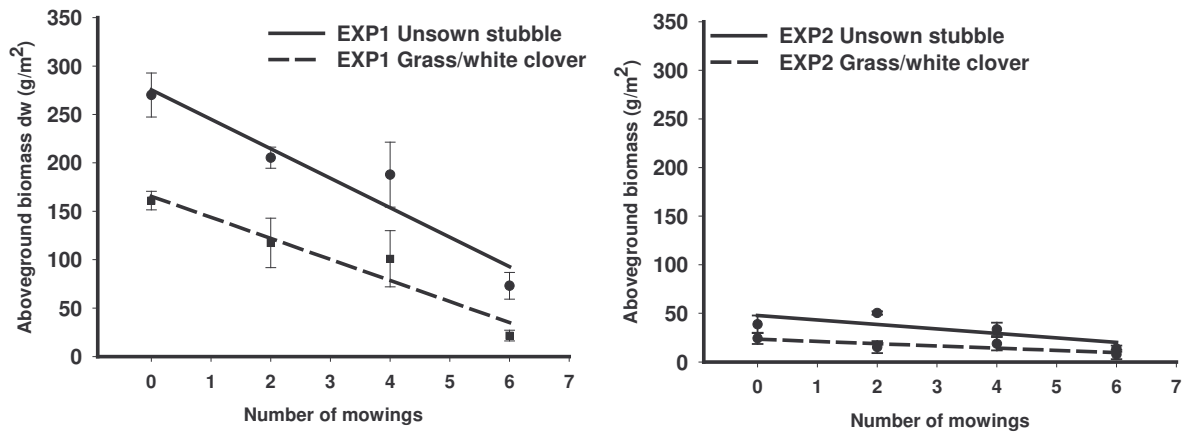 EXP1 Unsown stubble
EXP1 Grass/white clover
Aboveground biomass dw (g/m²)
350
300
250
200
150
100
50
0
0 1 2 3 4 5 6 7
Number of mowings
EXP2 Unsown stubble
EXP2 Grass/white clover
Aboveground biomass (g/m²)
350
300
250
200
150
100
50
0
0 1 2 3 4 5 6 7
Number of mowings